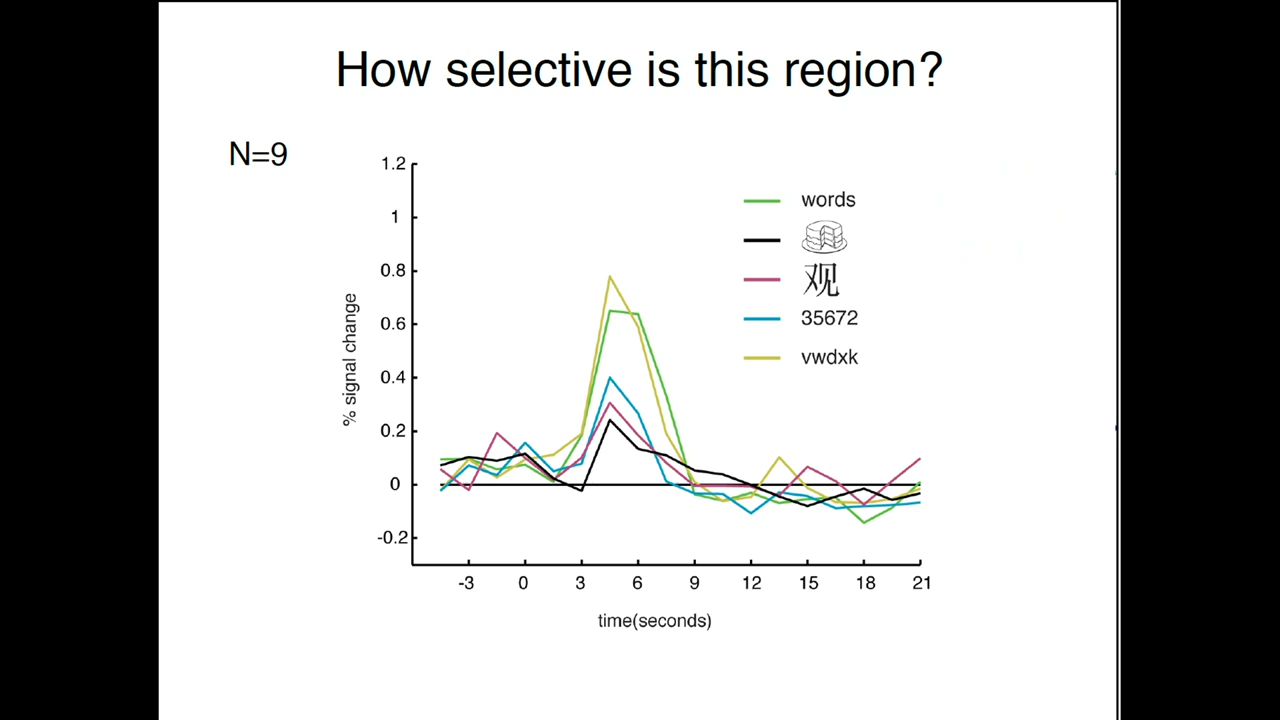 How selective is this region?
N=9
1.2
1
0.8
0.6
0.4
0.2
0
-0.2
% signal change
words
观
35672
vwdxk
-3 0 3 6 9 12 15 18 21
time(seconds)